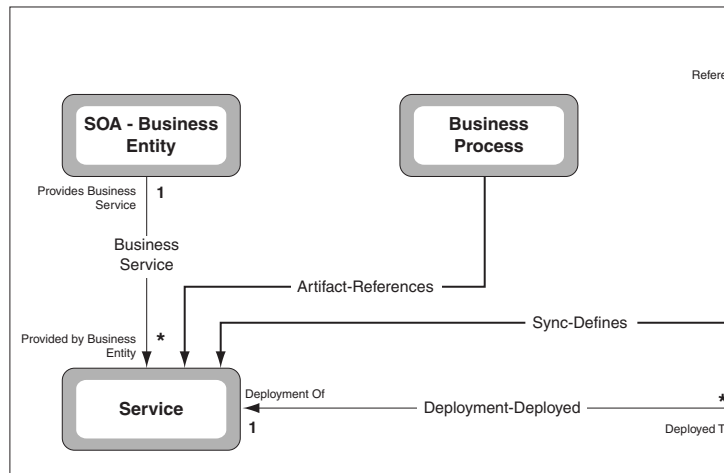 Refere
SOA - Business
Entity
Business
Process
Provides Business
Service
1
Business
Service
Artifact-References
Sync-Defines
Provided by Business
Entity
*
Service
Deployment Of
1
Deployment-Deployed
*
Deployed T